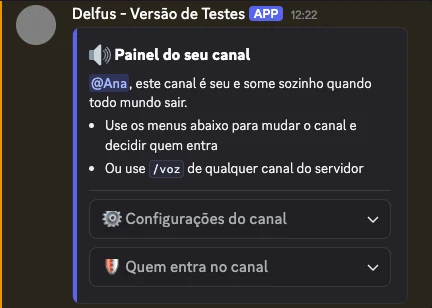 Delfus - Versão de Testes APP 12:22
Painel do seu canal
@Ana, este canal é seu e some sozinho quando
todo mundo sair.
• Use os menus abaixo para mudar o canal e
decidir quem entra
• Ou use /voz de qualquer canal do servidor
Configurações do canal
Quem entra no canal